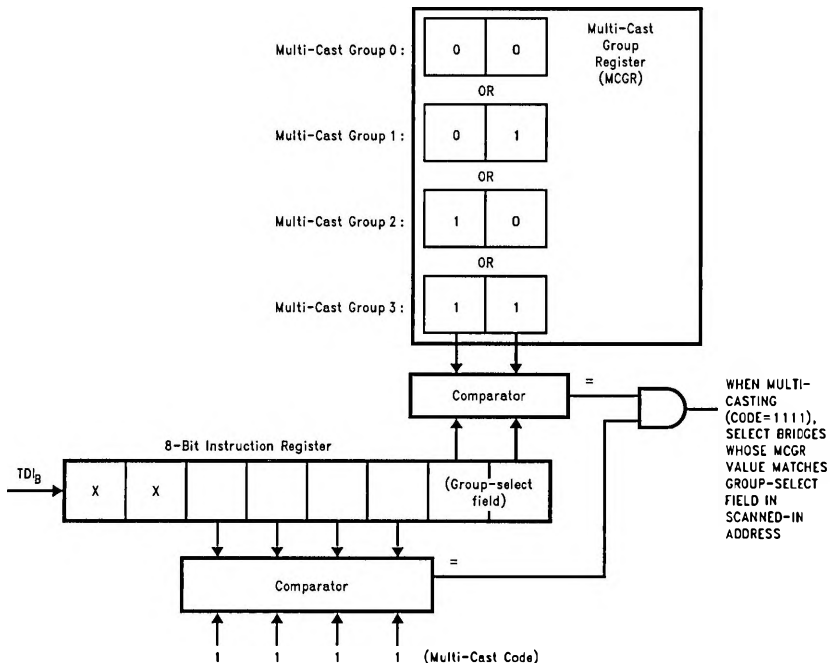 Multi-Cast
Group
Register
(MCGR)
Multi-Cast Group 0 :
0 0
OR
Multi-Cast Group 1 :
0 1
OR
Multi-Cast Group 2 :
1 0
OR
Multi-Cast Group 3 :
1 1
Comparator
=
WHEN MULTI-
CASTING
(CODE=1111),
SELECT BRIDGES
WHOSE MCGR
VALUE MATCHES
GROUP-SELECT
FIELD IN
SCANNED-IN
ADDRESS
8-Bit Instruction Register
TDIB
X X
(Group-select
field)
Comparator
=
1 1 1 1 (Multi-Cast Code)